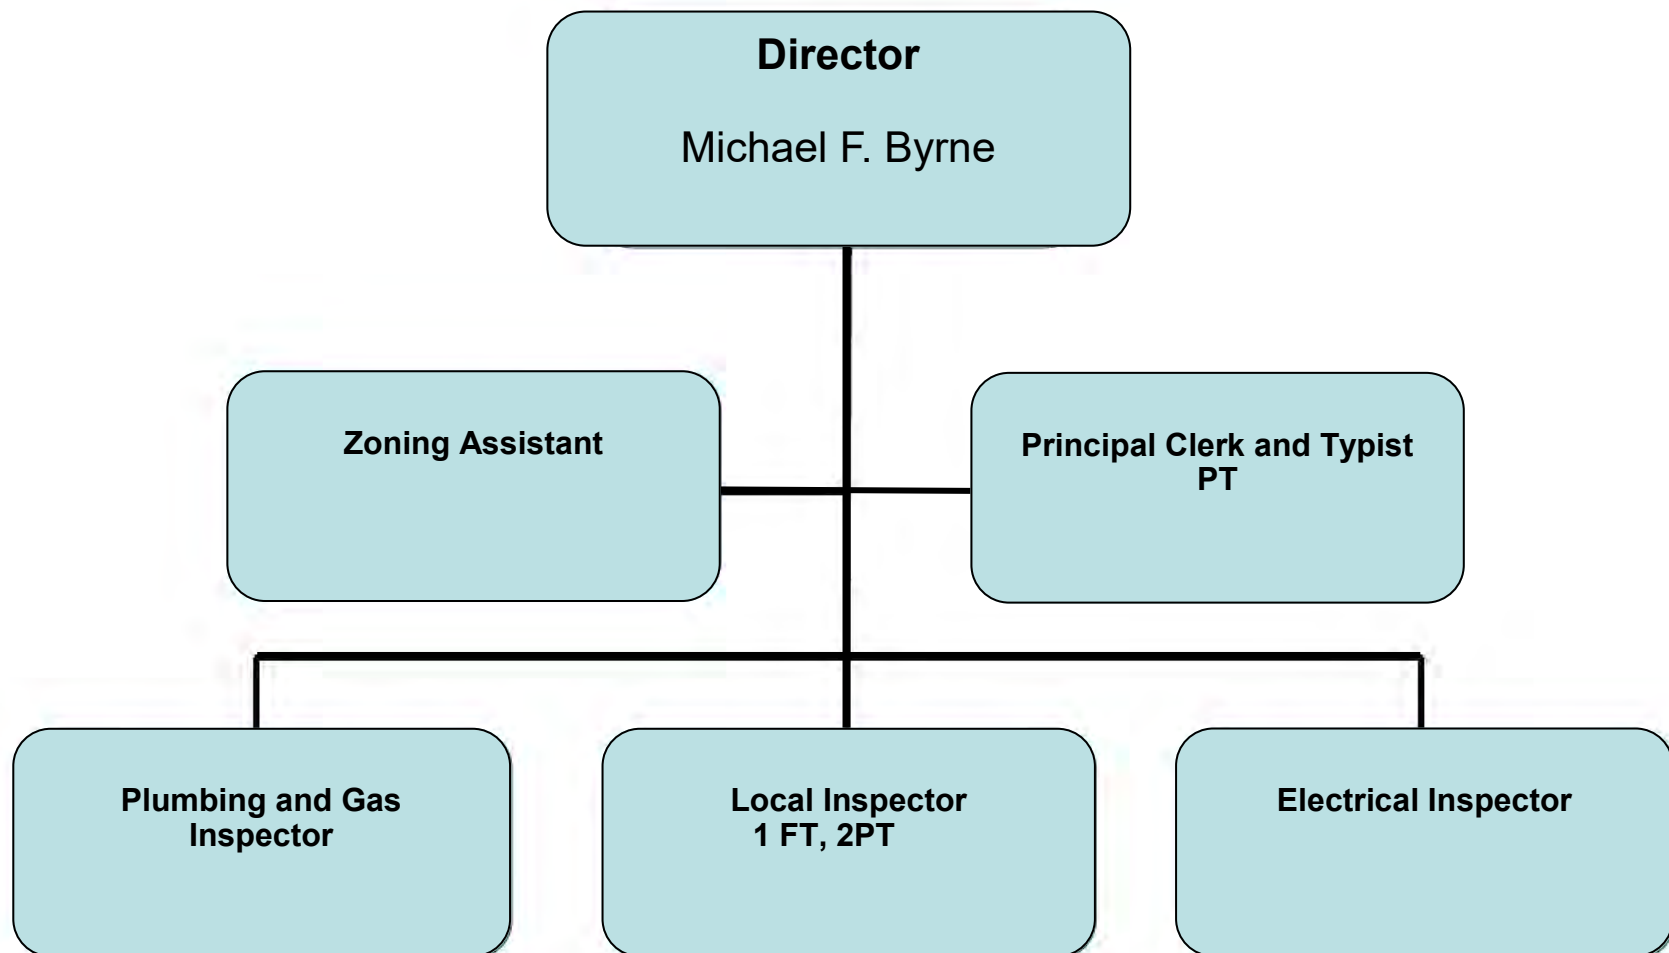 Director
Michael F. Byrne
Zoning Assistant
Principal Clerk and Typist
PT
Plumbing and Gas
Inspector
Local Inspector
1 FT, 2PT
Electrical Inspector